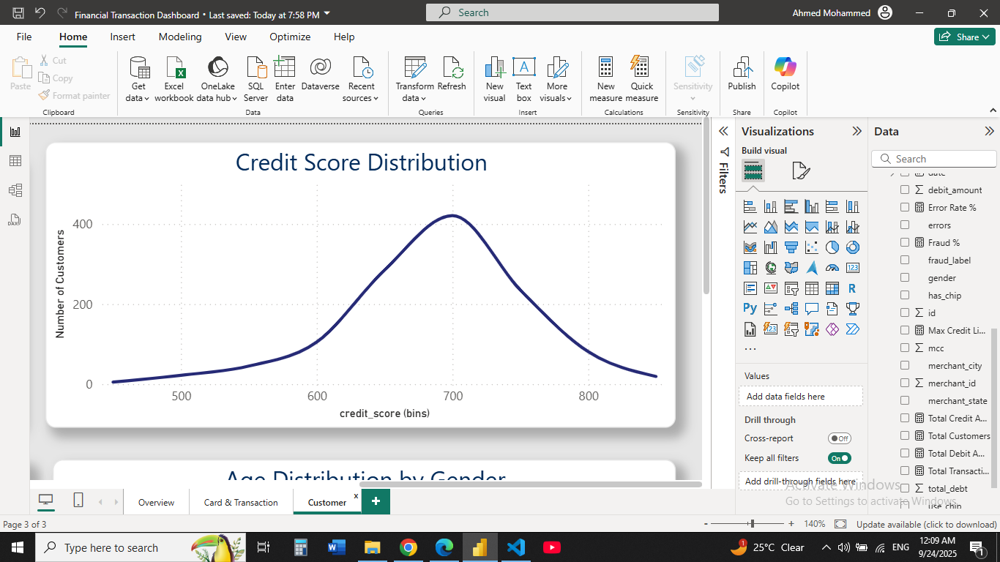 Financial Transaction Dashboard • Last saved: Today at 7:58 PM
Search
Ahmed Mohammed
File
Home
Insert
Modeling
View
Optimize
Help
Share
Paste
Cut
Copy
Format painter
Clipboard
Get data
Excel workbook
OneLake data hub
SQL Server
Enter data
Dataverse
Recent sources
Data
Transform data
Refresh
Queries
New visual
Text box
More visuals
Insert
New measure
Quick measure
Calculations
Sensitivity
Sensitivity
Publish
Share
Copilot
Copilot
Credit Score Distribution
Number of Customers
400
200
0
500
600
700
800
credit_score (bins)
Age Distribution by Gender
Filters
Visualizations
Build visual
Values
Add data fields here
Drill through
Cross-report
Off
Keep all filters
On
Add drill-through fields here
Data
Search
date
debit_amount
Error Rate %
errors
Fraud %
fraud_label
gender
has_chip
id
Max Credit Li...
mcc
merchant_city
merchant_id
merchant_state
Total Credit A...
Total Customers
Total Debit A...
Total Transacti...
total_debt
use_chip
Activate Windows
Go to Settings to activate Windows.
Overview
Card & Transaction
Customer
x
Page 3 of 3
140%
Update available (click to download)
Type here to search
1
25°C Clear
ENG
12:09 AM
9/24/2025
1